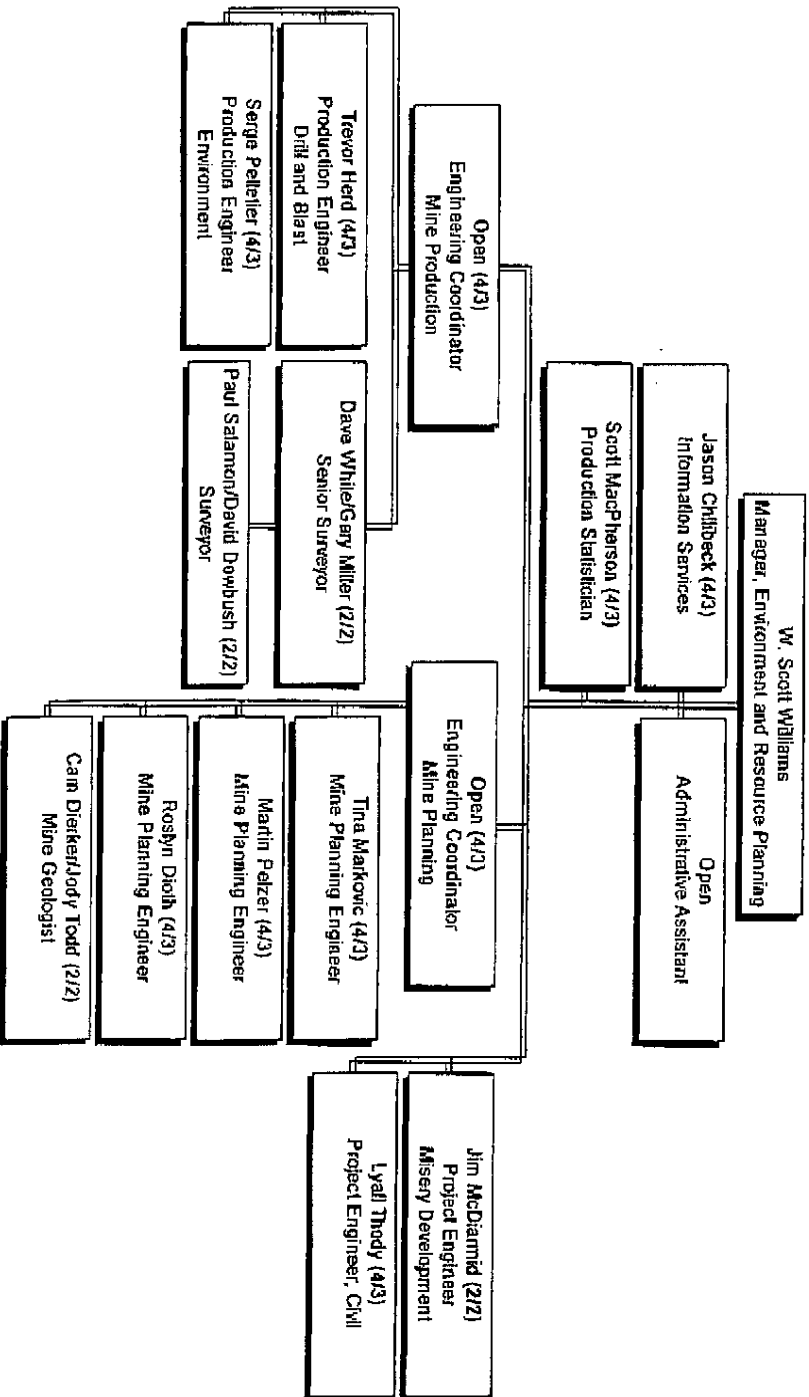 W. Scott Williams
Manager, Environment and Resource Planning
Jason Chilibeck (4/3)
Information Services
Open
Administrative Assistant
Scott MacPherson (4/3)
Production Statistician
Open (4/3)
Engineering Coordinator
Mine Production
Open (4/3)
Engineering Coordinator
Mine Planning
Jim McDiarmid (2/2)
Project Engineer
Misery Development
Lyall Thody (4/3)
Project Engineer, Civil
Trevor Herd (4/3)
Production Engineer
Drill and Blast
Serge Pelletier (4/3)
Production Engineer
Environment
Dave While/Gary Miller (2/2)
Senior Surveyor
Paul Salamon/David Dowbush (2/2)
Surveyor
Tina Markovic (4/3)
Mine Planning Engineer
Martin Pelzer (4/3)
Mine Planning Engineer
Roslyn Dioth (4/3)
Mine Planning Engineer
Cam Dierker/Jody Todd (2/2)
Mine Geologist